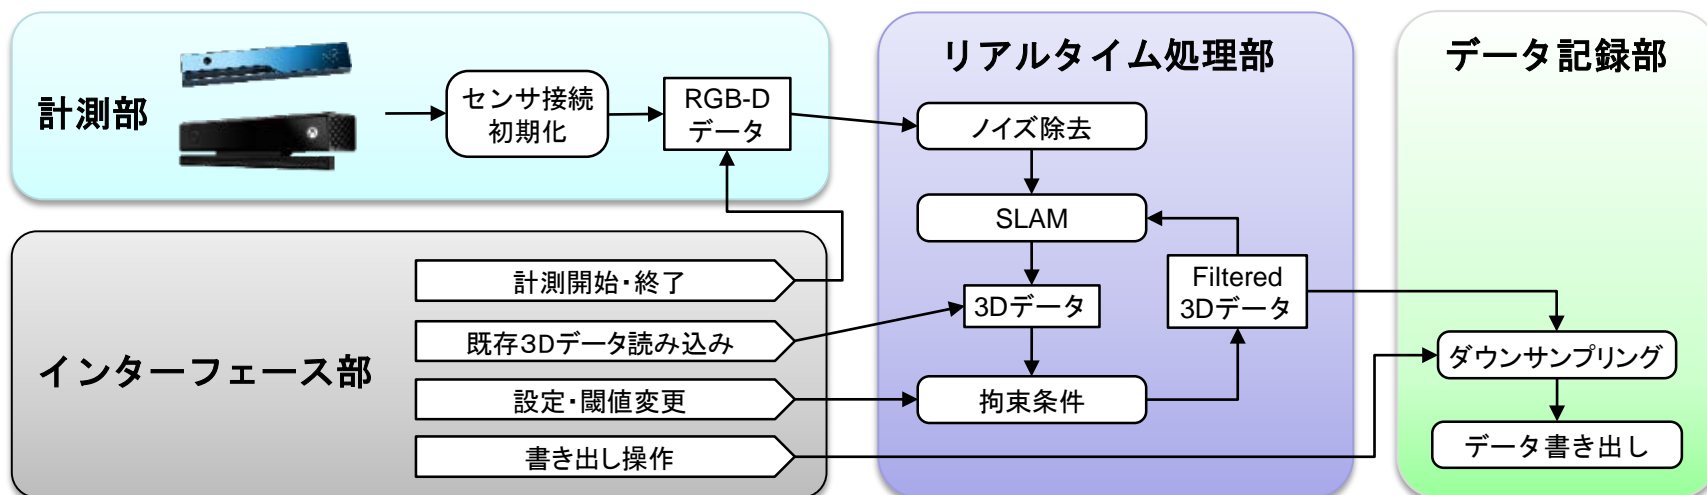 計測部
センサ接続
初期化
RGB-D
データ
インターフェース部
計測開始・終了
既存3Dデータ読み込み
設定・閾値変更
書き出し操作
リアルタイム処理部
ノイズ除去
SLAM
3Dデータ
拘束条件
Filtered
3Dデータ
データ記録部
ダウンサンプリング
データ書き出し